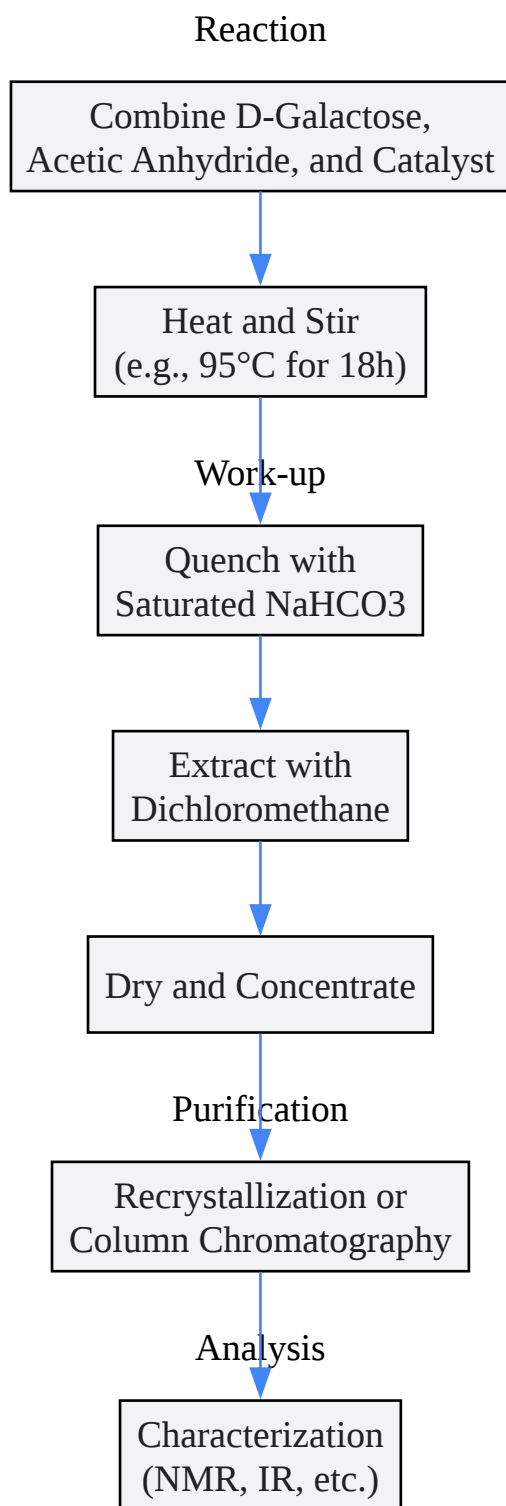 Reaction
Combine D-Galactose,
Acetic Anhydride, and Catalyst
Heat and Stir
(e.g., 95°C for 18h)
Work-up
Quench with
Saturated NaHCO3
Extract with
Dichloromethane
Dry and Concentrate
Purification
Recrystallization or
Column Chromatography
Analysis
Characterization
(NMR, IR, etc.)